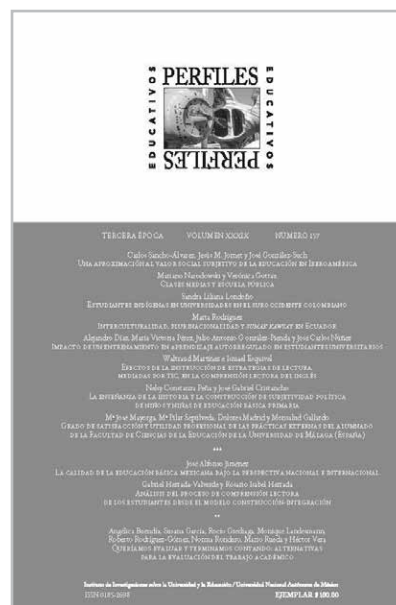 PERFILES
EDUCATIVOS
EDUCATIVOS
PERFILES
TERCERA ÉPOCA VOLUMEN XXXIX NÚMERO 157
Carlos Sancho-Álvarez, Jesús M. Jornet y José González-Such
UNA APROXIMACIÓN AL VALOR SOCIAL SUBJETIVO DE LA EDUCACIÓN EN IBEROAMÉRICA
Mariano Narodowski y Verónica Gottau
CLASES MEDIAS Y ESCUELA PÚBLICA
Sandra Liliana Londoño
ESTUDIANTES INDÍGENAS EN UNIVERSIDADES EN EL SUROCCIDENTE COLOMBIANO
Marta Rodríguez
INTERCULTURALIDAD, PLURINACIONALIDAD Y SUMAK KAWSAY EN ECUADOR
Alejandro Díaz, María Victoria Pérez, Julio Antonio González-Pienda y José Carlos Núñez
IMPACTO DE UN ENTRENAMIENTO EN APRENDIZAJE AUTORREGULADO EN ESTUDIANTES UNIVERSITARIOS
Waltraud Martínez e Ismael Esquivel
EFECTOS DE LA INSTRUCCIÓN DE ESTRATEGIAS DE LECTURA,
MEDIADAS POR TIC, EN LA COMPRENSIÓN LECTORA DEL INGLÉS
Nelsy Constanza Peña y José Gabriel Cristancho
LA ENSEÑANZA DE LA HISTORIA Y LA CONSTRUCCIÓN DE SUBJETIVIDAD POLÍTICA
DE NIÑOS Y NIÑAS DE EDUCACIÓN BÁSICA PRIMARIA
Mª José Mayorga, Mª Pilar Sepúlveda, Dolores Madrid y Monsalud Gallardo
GRADO DE SATISFACCIÓN Y UTILIDAD PROFESIONAL DE LAS PRÁCTICAS EXTERNAS DEL ALUMNADO
DE LA FACULTAD DE CIENCIAS DE LA EDUCACIÓN DE LA UNIVERSIDAD DE MÁLAGA (ESPAÑA)
***
José Alfonso Jiménez
LA CALIDAD DE LA EDUCACIÓN BÁSICA MEXICANA BAJO LA PERSPECTIVA NACIONAL E INTERNACIONAL
Gabriel Herrada-Valverde y Rosario Isabel Herrada
ANÁLISIS DEL PROCESO DE COMPRENSIÓN LECTORA
DE LOS ESTUDIANTES DESDE EL MODELO CONSTRUCCIÓN-INTEGRACIÓN
**
Angélica Buendía, Susana García, Rocío Grediaga, Monique Landesmann,
Roberto Rodríguez-Gómez, Norma Rondero, Mario Rueda y Héctor Vera
QUERÍAMOS EVALUAR Y TERMINAMOS CONTANDO: ALTERNATIVAS
PARA LA EVALUACIÓN DEL TRABAJO ACADÉMICO
Instituto de Investigaciones sobre la Universidad y la Educación / Universidad Nacional Autónoma de México
ISSN 0185-2698 EJEMPLAR $180.00